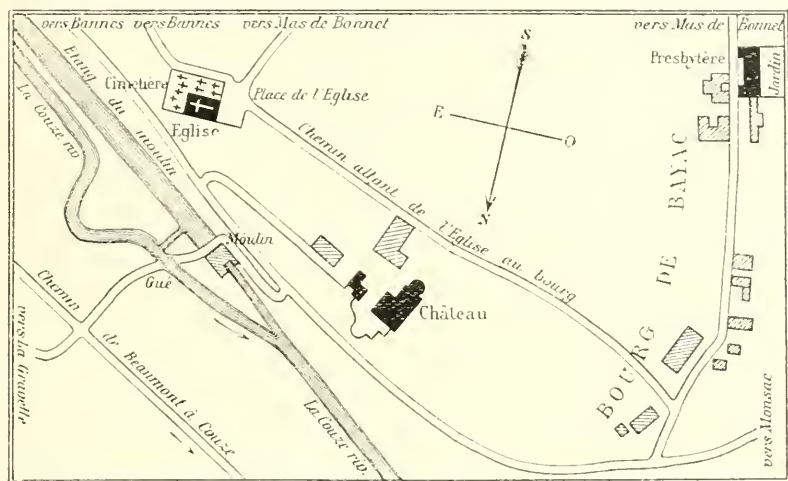 vers Bannes
vers Bannes
vers Mas de Bonnet
vers Mas de Bonnet
Etang du moulin
Cimetière
Place de l'Eglise
Eglise
La Couze riv.
S
E
O
N
Presbytère
Jardin
Chemin allant de l'Eglise au bourg
BOURG DE BAYAC
Moulin
Gué
Château
Chemin de Beaumont à Couze
vers La Gravelle
La Couze riv.
vers Monsac